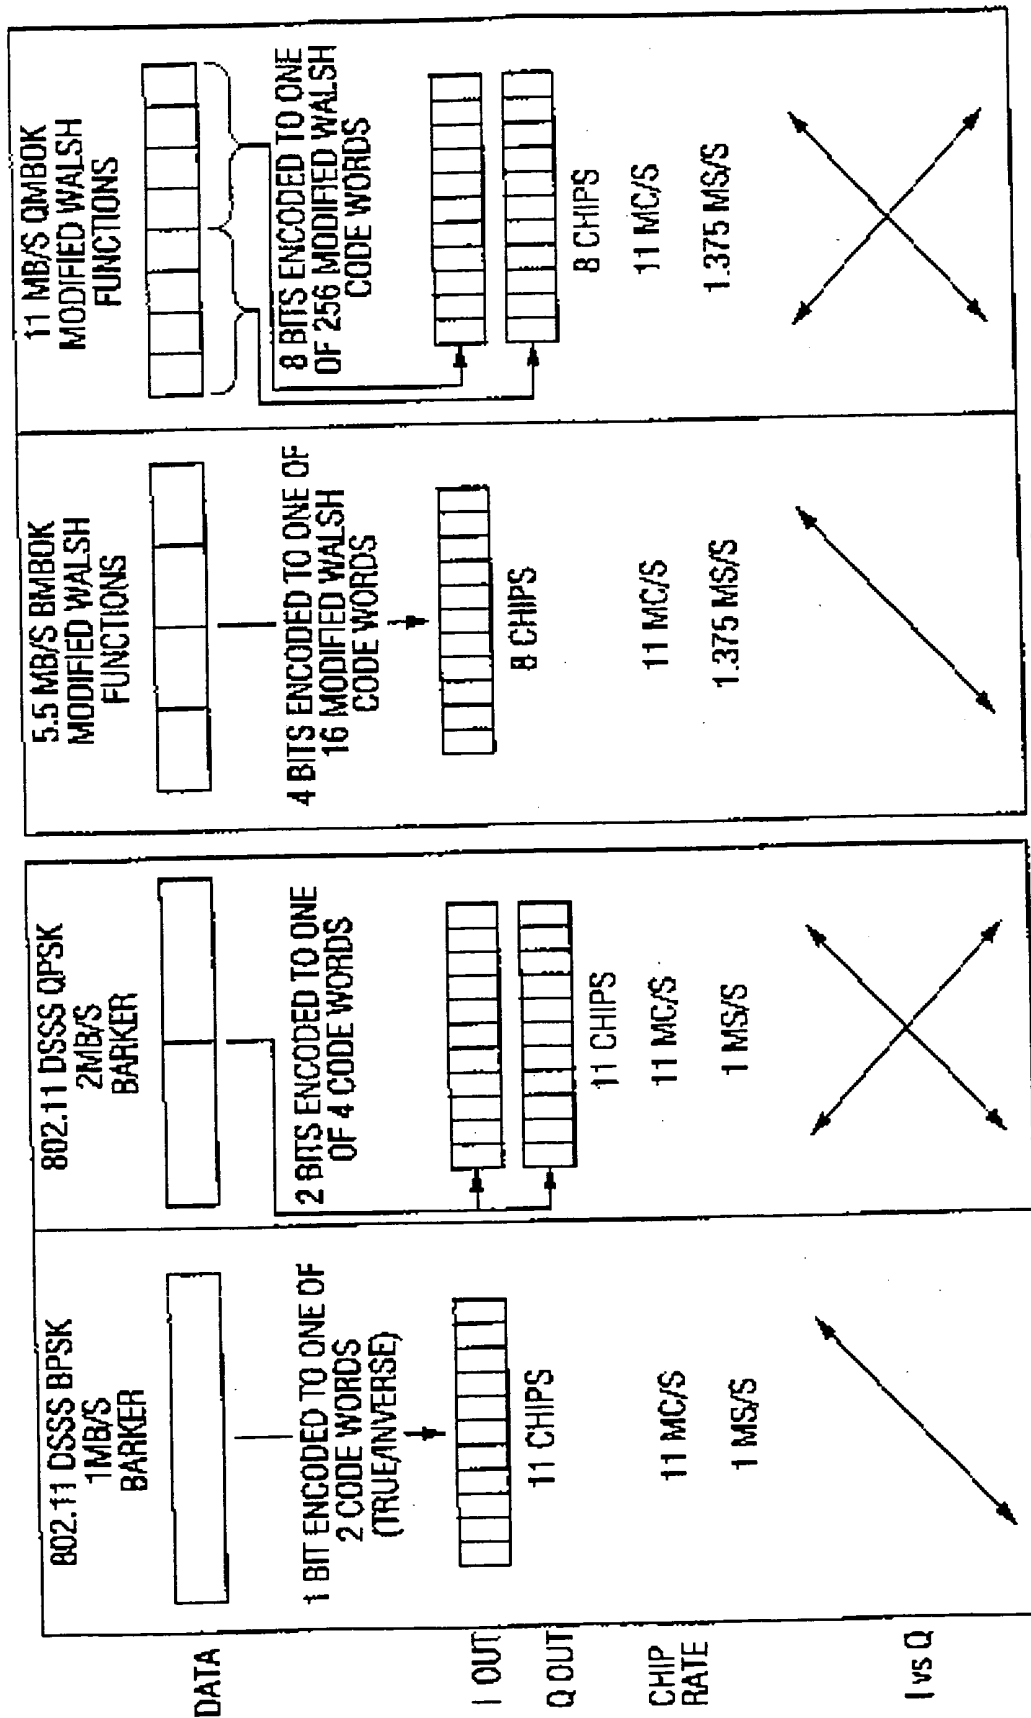 802.11 DSSS BPSK
1MB/S
BARKER
1 BIT ENCODED TO ONE OF
2 CODE WORDS
(TRUE/INVERSE)
11 CHIPS
11 MC/S
1 MS/S
802.11 DSSS QPSK
2MB/S
BARKER
2 BITS ENCODED TO ONE
OF 4 CODE WORDS
11 CHIPS
11 MC/S
1 MS/S
5.5 MB/S BMBOK
MODIFIED WALSH
FUNCTIONS
4 BITS ENCODED TO ONE OF
16 MODIFIED WALSH
CODE WORDS
8 CHIPS
11 MC/S
1.375 MS/S
11 MB/S QMBOK
MODIFIED WALSH
FUNCTIONS
8 BITS ENCODED TO ONE
OF 256 MODIFIED WALSH
CODE WORDS
8 CHIPS
11 MC/S
1.375 MS/S
DATA
I OUT
Q OUT
CHIP
RATE
I vs Q